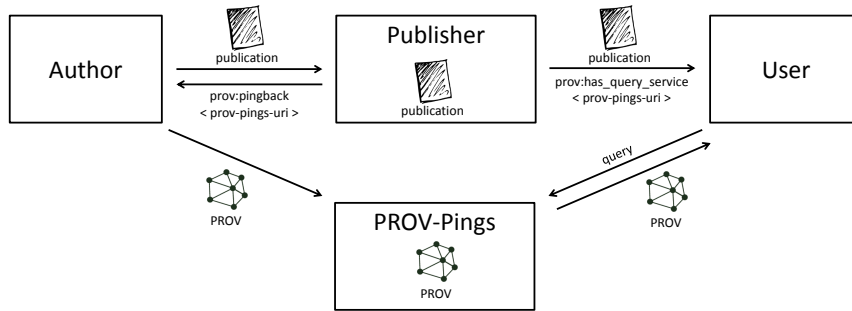 Author
publication
prov:pingback
< prov-pings-uri >
Publisher
publication
publication
prov:has_query_service
< prov-pings-uri >
User
PROV
query
PROV
PROV-Pings
PROV